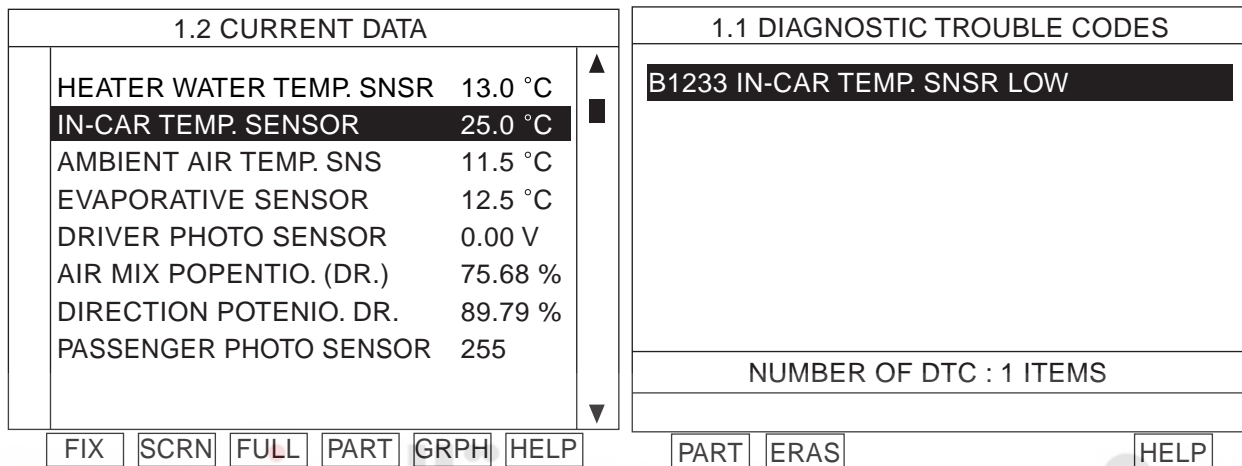 1.2 CURRENT DATA
HEATER WATER TEMP. SNSR 13.0 °C
IN-CAR TEMP. SENSOR 25.0 °C
AMBIENT AIR TEMP. SNS 11.5 °C
EVAPORATIVE SENSOR 12.5 °C
DRIVER PHOTO SENSOR 0.00 V
AIR MIX POPENTIO. (DR.) 75.68 %
DIRECTION POTENIO. DR. 89.79 %
PASSENGER PHOTO SENSOR 255
FIX SCRN FULL PART GRPH HELP
1.1 DIAGNOSTIC TROUBLE CODES
B1233 IN-CAR TEMP. SNSR LOW
NUMBER OF DTC : 1 ITEMS
PART ERAS HELP